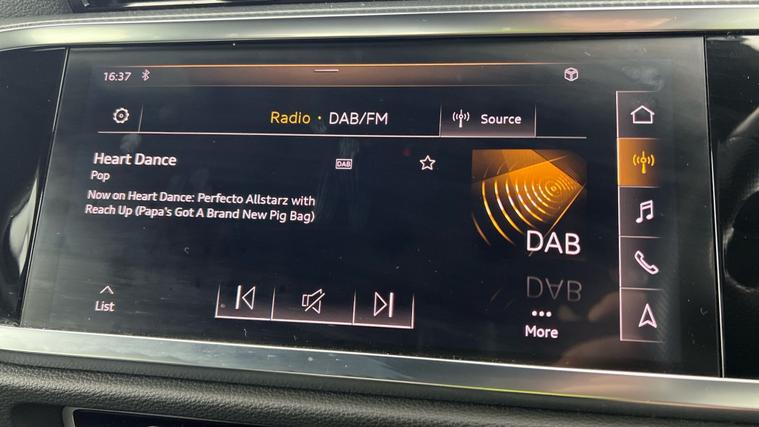 16:37
Radio • DAB/FM
Source
Heart Dance
DAB
Pop
Now on Heart Dance: Perfecto Allstarz with
Reach Up (Papa's Got A Brand New Pig Bag)
DAB
DAB
List
More